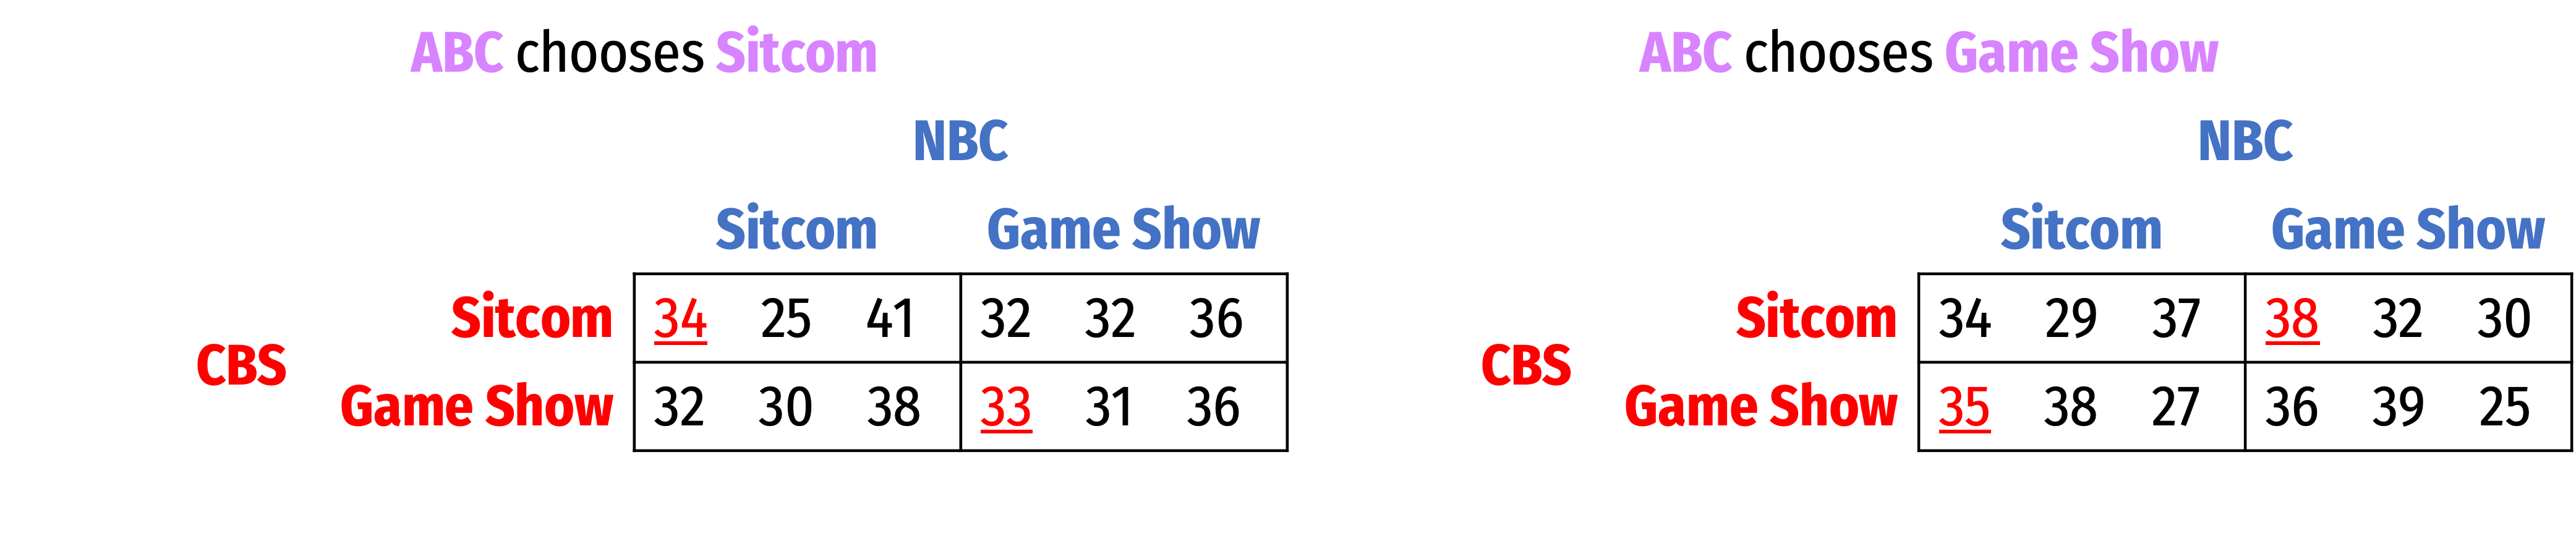 ABC chooses Sitcom
NBC
Sitcom Game Show
CBS
Sitcom 34 25 41 32 32 36
Game Show 32 30 38 33 31 36
ABC chooses Game Show
NBC
Sitcom Game Show
CBS
Sitcom 34 29 37 38 32 30
Game Show 35 38 27 36 39 25